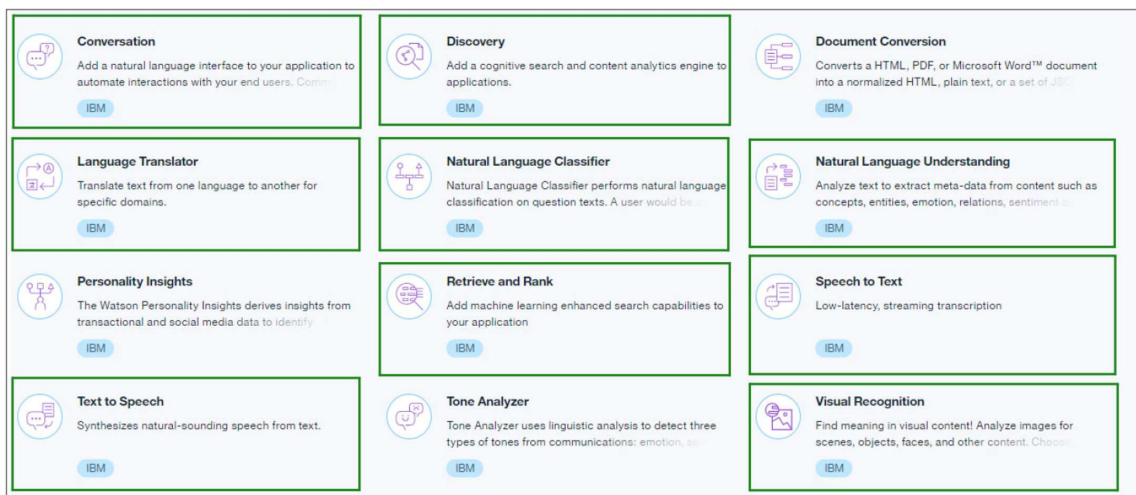 Conversation
Add a natural language interface to your application to
automate interactions with your end users.
IBM
Discovery
Add a cognitive search and content analytics engine to
applications.
IBM
Document Conversion
Converts a HTML, PDF, or Microsoft Word™ document
into a normalized HTML, plain text, or a set of
IBM
Language Translator
Translate text from one language to another for
specific domains.
IBM
Natural Language Classifier
Natural Language Classifier performs natural language
classification on question texts. A user would be
IBM
Natural Language Understanding
Analyze text to extract meta-data from content such as
concepts, entities, emotion, relations, sentiment
IBM
Personality Insights
The Watson Personality Insights derives insights from
transactional and social media data to identify
IBM
Retrieve and Rank
Add machine learning enhanced search capabilities to
your application
IBM
Speech to Text
Low-latency, streaming transcription
IBM
Text to Speech
Synthesizes natural-sounding speech from text.
IBM
Tone Analyzer
Tone Analyzer uses linguistic analysis to detect three
types of tones from communications: emotion,
IBM
Visual Recognition
Find meaning in visual content! Analyze images for
scenes, objects, faces, and other content. Choose
IBM